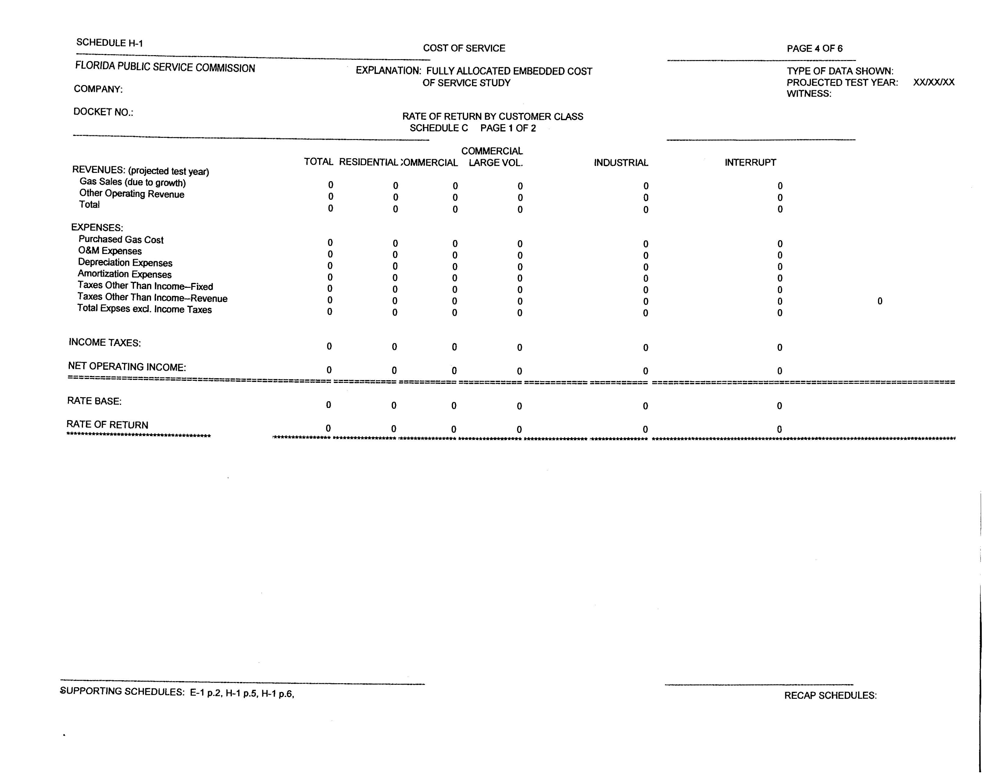 SCHEDULE H-1 COST OF SERVICE PAGE 4 OF 6
FLORIDA PUBLIC SERVICE COMMISSION EXPLANATION: FULLY ALLOCATED EMBEDDED COST TYPE OF DATA SHOWN:
OF SERVICE STUDY PROJECTED TEST YEAR: XX/XX/XX
COMPANY: WITNESS:
DOCKET NO.: RATE OF RETURN BY CUSTOMER CLASS
SCHEDULE C PAGE 1 OF 2
COMMERCIAL
TOTAL RESIDENTIAL OMMERCIAL LARGE VOL. INDUSTRIAL INTERRUPT
REVENUES: (projected test year)
Gas Sales (due to growth) 0 0 0 0 0 0
Other Operating Revenue 0 0 0 0 0 0
Total 0 0 0 0 0 0
EXPENSES:
Purchased Gas Cost 0 0 0 0 0 0
O&M Expenses 0 0 0 0 0 0
Depreciation Expenses 0 0 0 0 0 0
Amortization Expenses 0 0 0 0 0 0
Taxes Other Than Income--Fixed 0 0 0 0 0 0
Taxes Other Than Income--Revenue 0 0 0 0 0 0 0
Total Expses excl. Income Taxes 0 0 0 0 0 0
INCOME TAXES: 0 0 0 0 0 0
NET OPERATING INCOME: 0 0 0 0 0 0
RATE BASE: 0 0 0 0 0 0
RATE OF RETURN 0 0 0 0 0 0
SUPPORTING SCHEDULES: E-1 p.2, H-1 p.5, H-1 p.6, RECAP SCHEDULES: